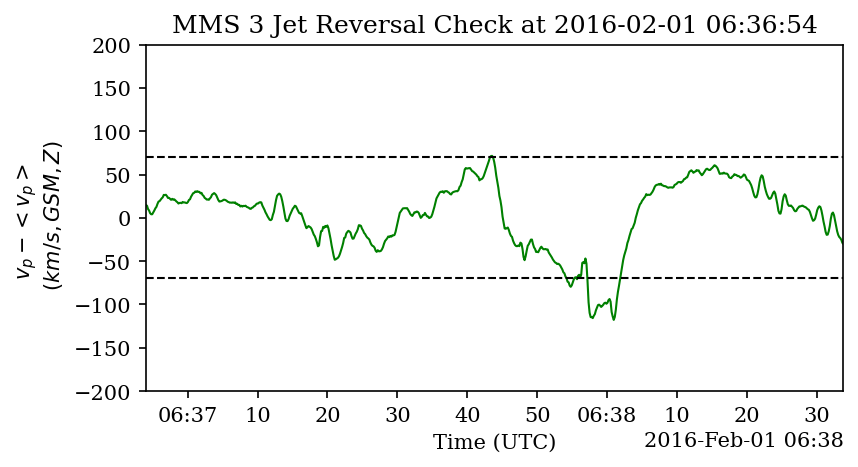 MMS 3 Jet Reversal Check at 2016-02-01 06:36:54
200
150
100
50
0
−50
−100
−150
−200
v_p − <v_p>
(km/s, GSM, Z)
06:37 10 20 30 40 50 06:38 10 20 30
Time (UTC)
2016-Feb-01 06:38